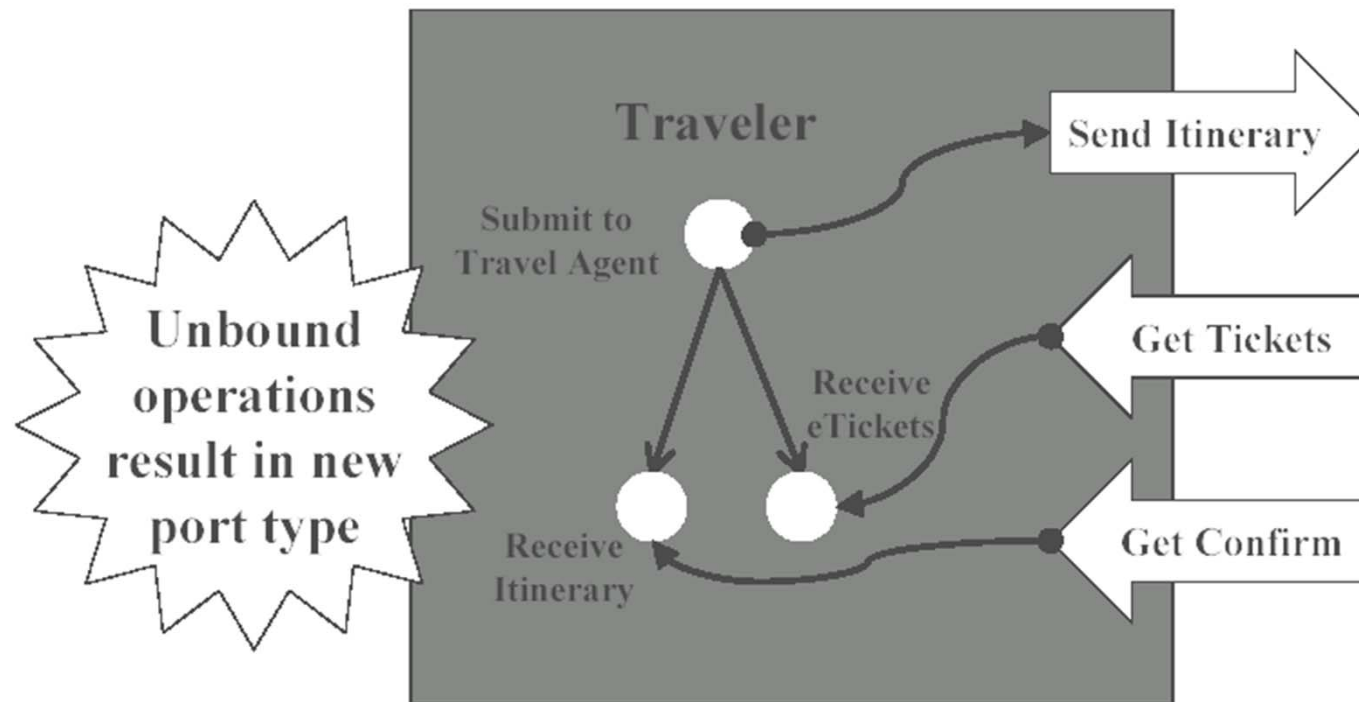 Traveler
Send Itinerary
Submit to
Travel Agent
Unbound
operations
result in new
port type
Get Tickets
Receive
eTickets
Receive
Itinerary
Get Confirm